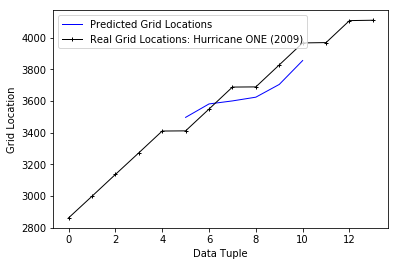 Predicted Grid Locations
Real Grid Locations: Hurricane ONE (2009)
4000
3800
3600
3400
3200
3000
2800
Grid Location
0 2 4 6 8 10 12
Data Tuple